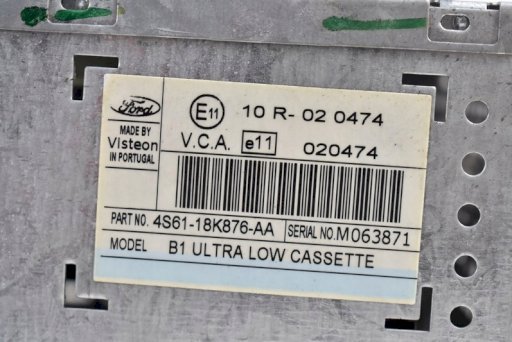 Ford
MADE BY
Visteon
IN PORTUGAL
E11 10 R- 02 0474
V.C.A. e11 020474
PART NO. 4S61-18K876-AA SERIAL NO. M063871
MODEL B1 ULTRA LOW CASSETTE